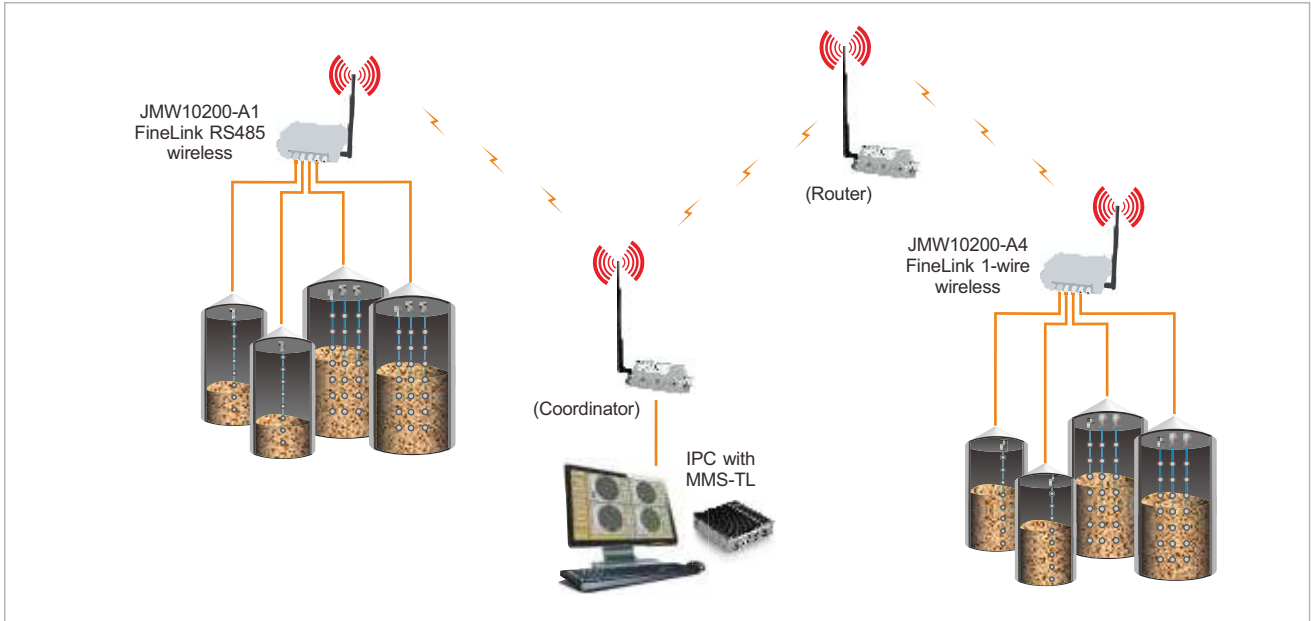 JMW10200-A1
FineLink RS485
wireless
(Router)
JMW10200-A4
FineLink 1-wire
wireless
(Coordinator)
IPC with
MMS-TL